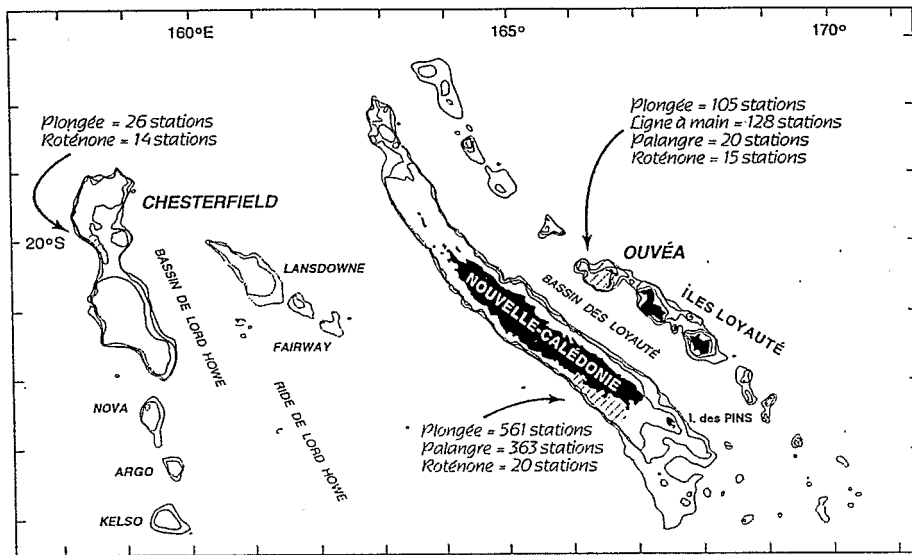 160°E
165°
170°
Plongée = 26 stations
Roténone = 14 stations
Plongée = 105 stations
Ligne à main = 128 stations
Palangre = 20 stations
Roténone = 15 stations
CHESTERFIELD
20°S
BASSIN DE LORD HOWE
LANSDOWNE
FAIRWAY
RIDE DE LORD HOWE
OUVÉA
ÎLES LOYAUTÉ
BASSIN DES LOYAUTÉ
NOUVELLE-CALÉDONIE
NOVA
ARGO
KELSO
I. des PINS
Plongée = 561 stations
Palangre = 363 stations
Roténone = 20 stations